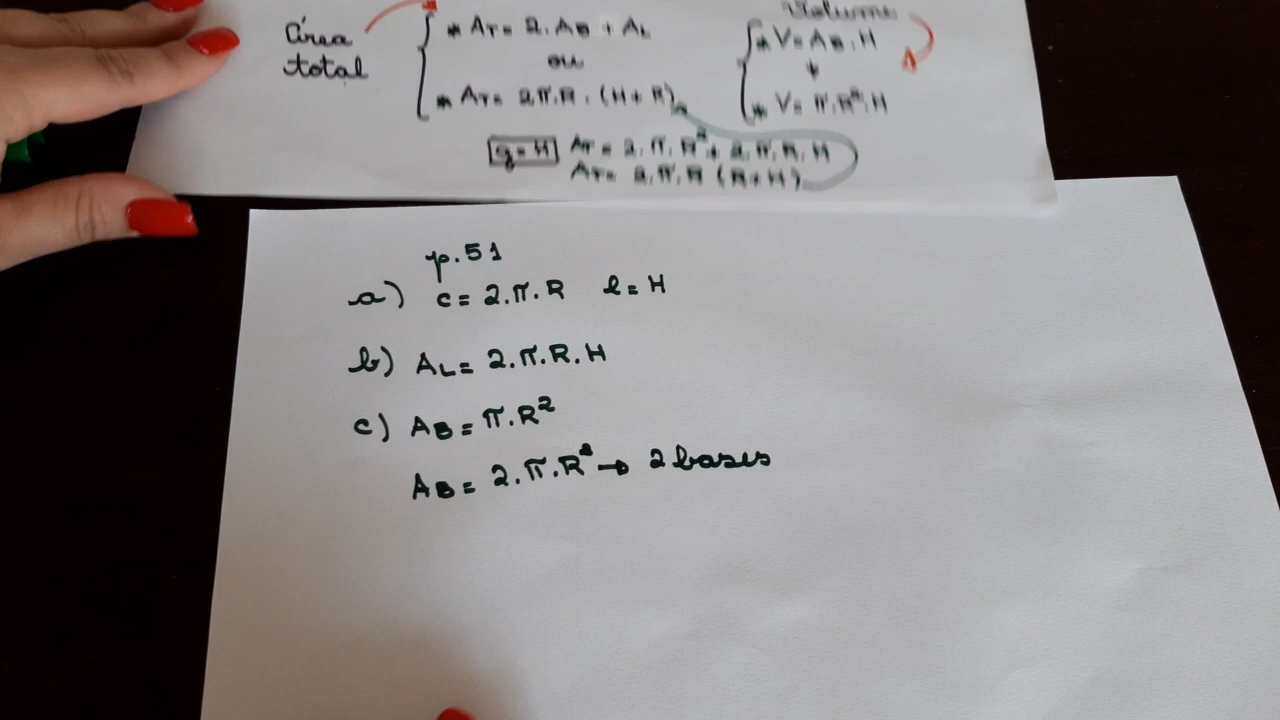 Área total
* AT = 2.AB + AL
ou
* AT = 2π.R.(H+R)
Volume
* V = AB.H
* V = π.R².H
g = H
AT = 2.π.R² + 2.π.R.H
AT = 2.π.R (R+H)
p.51
a) c = 2.π.R l = H
b) AL = 2.π.R.H
c) AB = π.R²
AB = 2.π.R² → 2 bases